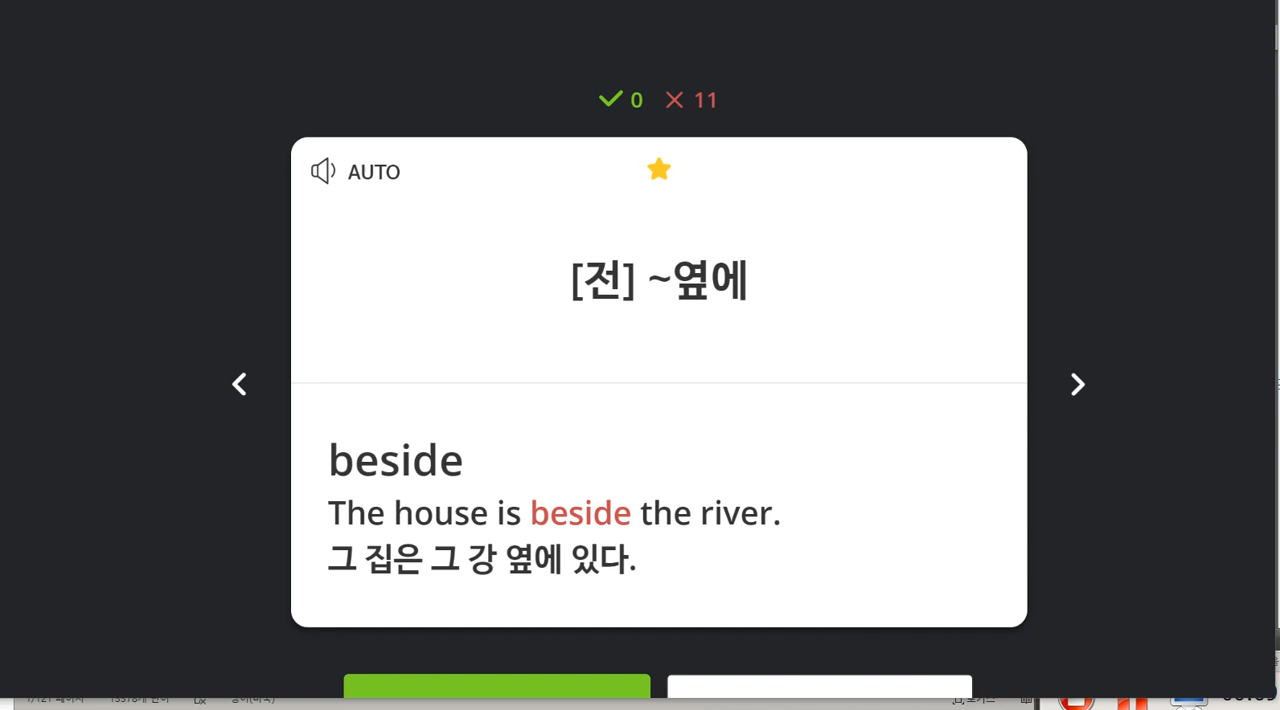 0 11
AUTO
[전] ~옆에
beside
The house is beside the river.
그 집은 그 강 옆에 있다.